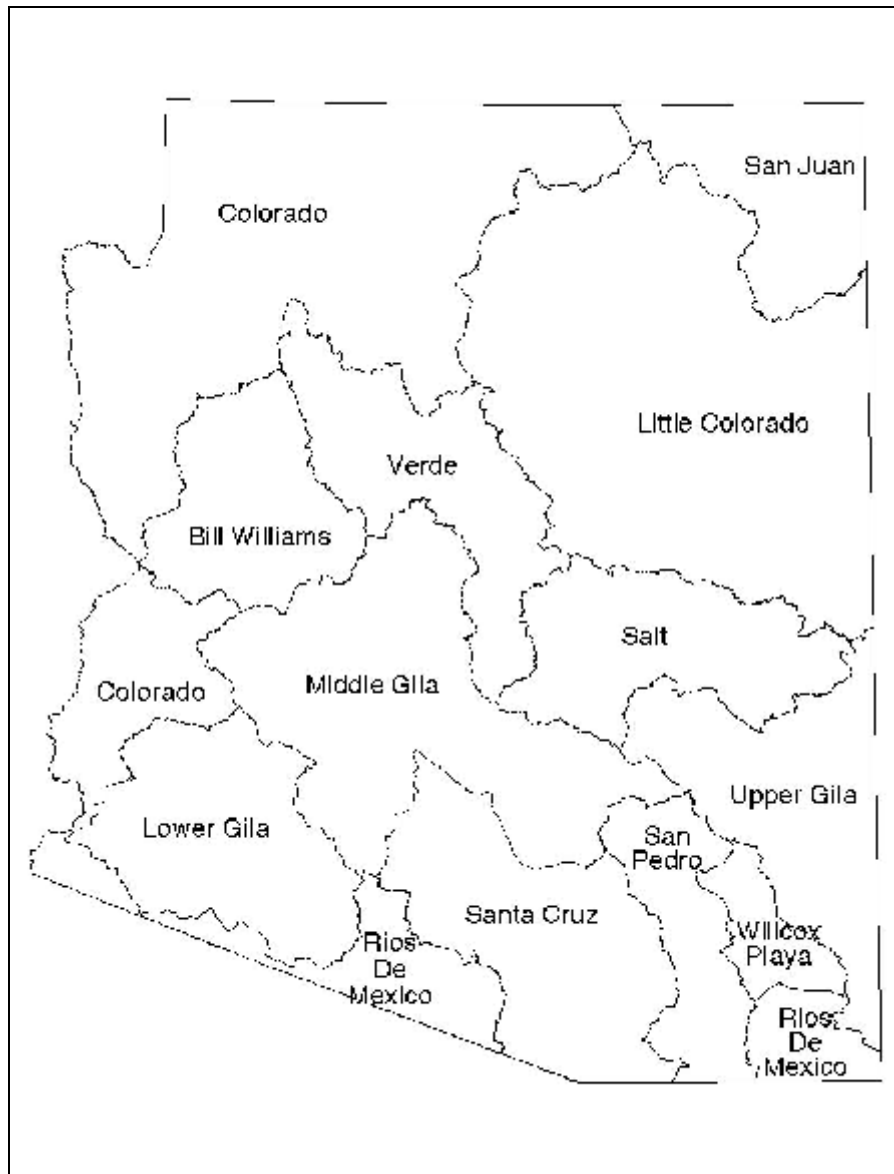 San Juan
Colorado
Little Colorado
Verde
Bill Williams
Salt
Colorado
Middle Gila
Upper Gila
Lower Gila
San
Pedro
Santa Cruz
Willcox
Playa
Rios
De
Mexico
Rios
De
Mexico